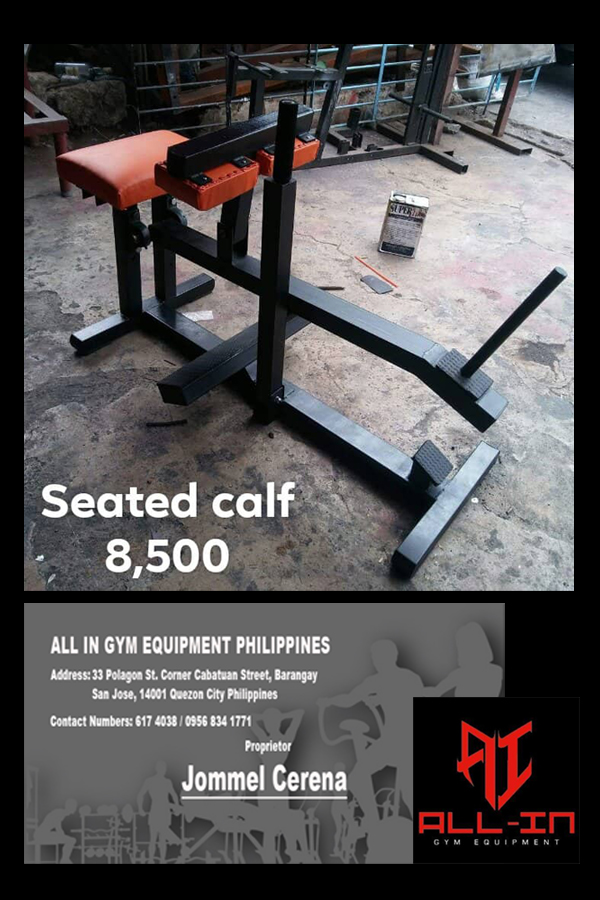 Seated calf
8,500
ALL IN GYM EQUIPMENT PHILIPPINES
Address: 33 Polagon St. Corner Cabatuan Street, Barangay
San Jose, 14001 Quezon City Philippines
Contact Numbers: 617 4038 / 0956 834 1771
Proprietor
Jommel Cerena
ALL-IN
GYM EQUIPMENT